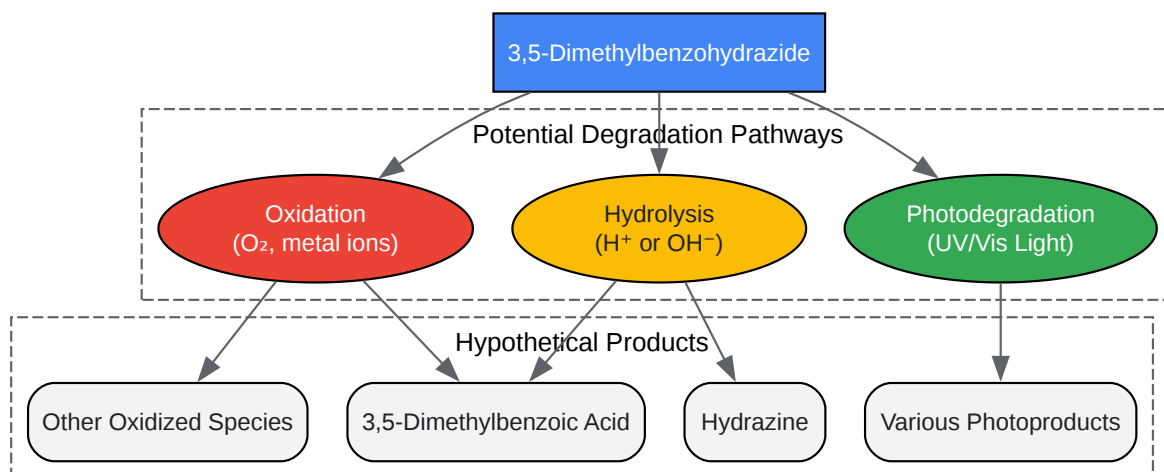 3,5-Dimethylbenzohydrazide
Potential Degradation Pathways
Oxidation
(O₂, metal ions)
Hydrolysis
(H⁺ or OH⁻)
Photodegradation
(UV/Vis Light)
Hypothetical Products
Other Oxidized Species
3,5-Dimethylbenzoic Acid
Hydrazine
Various Photoproducts